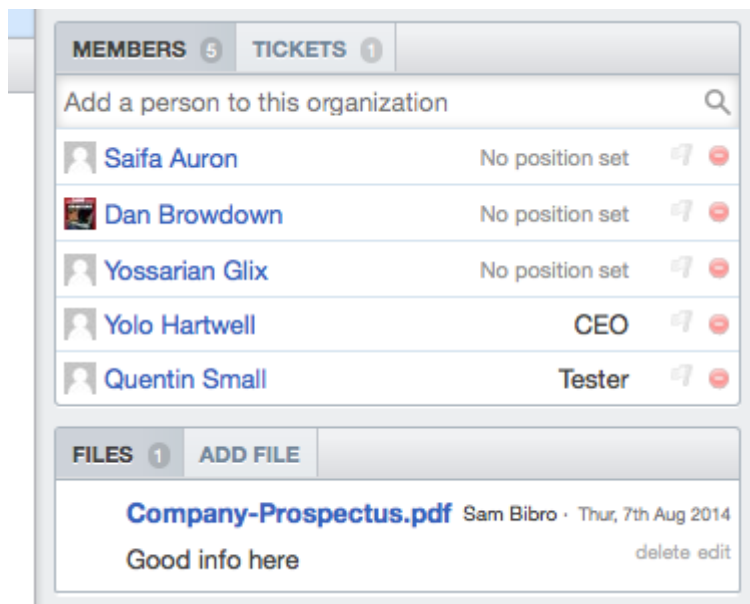 MEMBERS 5 TICKETS 1
Add a person to this organization
Saifa Auron No position set
Dan Browdown No position set
Yossarian Glix No position set
Yolo Hartwell CEO
Quentin Small Tester
FILES 1 ADD FILE
Company-Prospectus.pdf Sam Bibro · Thur, 7th Aug 2014
Good info here delete edit